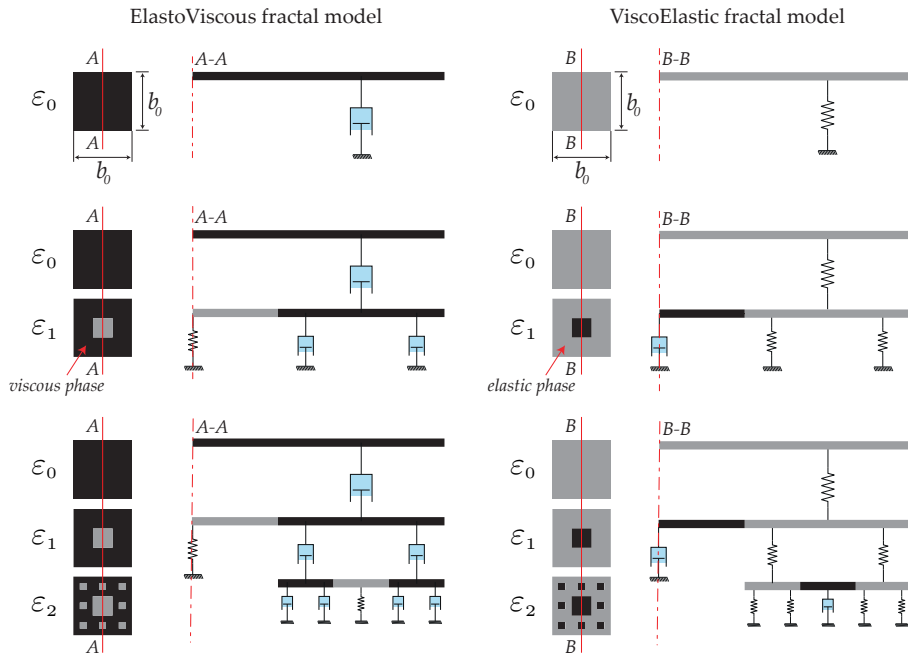 ElastoViscous fractal model
ViscoElastic fractal model
A
A-A
ε₀
b₀
A
b₀
B
B-B
ε₀
b₀
B
b₀
A
A-A
ε₀
ε₁
viscous phase
A
B
B-B
ε₀
ε₁
elastic phase
B
A
A-A
ε₀
ε₁
ε₂
A
B
B-B
ε₀
ε₁
ε₂
B